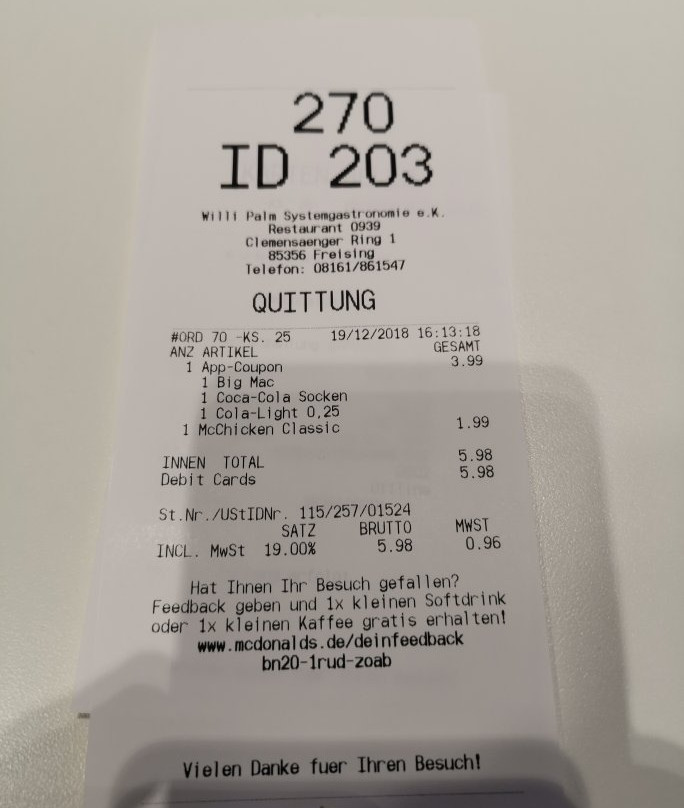 270
ID 203
Willi Palm Systemgastronomie e.K.
Restaurant 0939
Clemensaenger Ring 1
85356 Freising
Telefon: 08161/861547
QUITTUNG
#ORD 70 -KS. 25 19/12/2018 16:13:18
ANZ ARTIKEL GESAMT
1 App-Coupon 3.99
1 Big Mac
1 Coca-Cola Socken
1 Cola-Light 0,25
1 McChicken Classic 1.99
INNEN TOTAL 5.98
Debit Cards 5.98
St.Nr./UStIDNr. 115/257/01524
SATZ BRUTTO MWST
INCL. MwSt 19.00% 5.98 0.96
Hat Ihnen Ihr Besuch gefallen?
Feedback geben und 1x kleinen Softdrink
oder 1x kleinen Kaffee gratis erhalten!
www.mcdonalds.de/deinfeedback
bn20-1rud-zoab
Vielen Danke fuer Ihren Besuch!